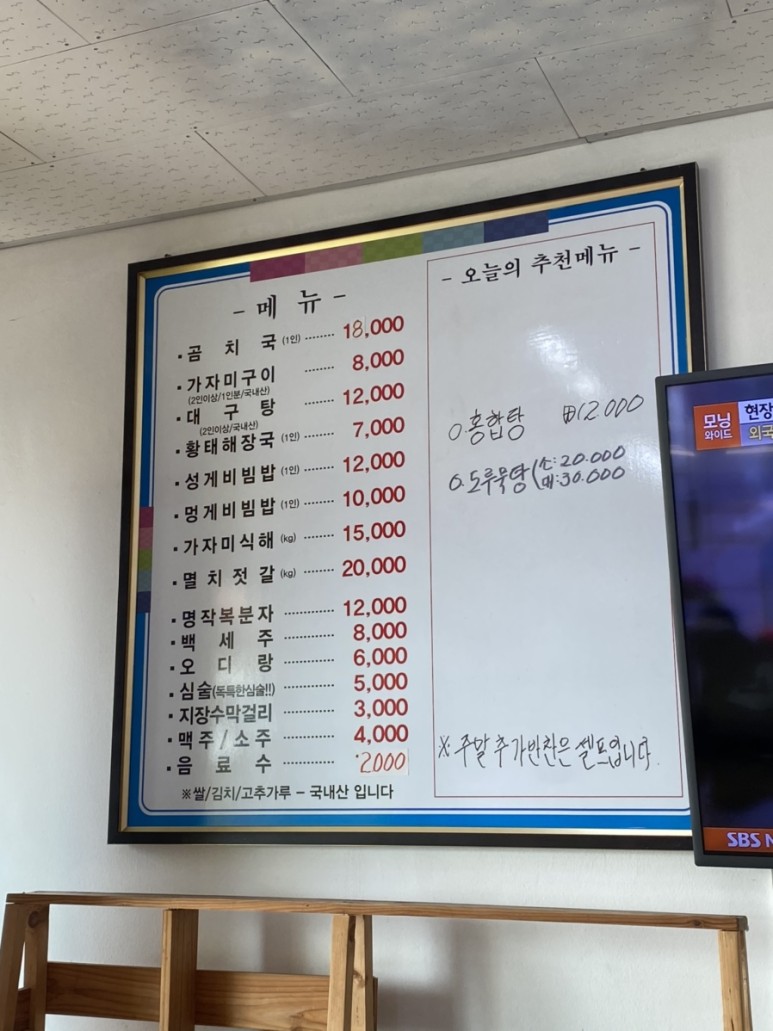 - 메 뉴 -
· 곰 치 국 (1인) ········ 18,000
· 가자미구이 ········ 8,000
(2인이상/1인분/국내산)
· 대 구 탕 ········ 12,000
(2인이상/국내산)
· 황태해장국 (1인) ········ 7,000
· 성게비빔밥 (1인) ········ 12,000
· 멍게비빔밥 (1인) ········ 10,000
· 가자미식해 (kg) ········ 15,000
· 멸 치 젓 갈 (kg) ········ 20,000
· 명작복분자 ············· 12,000
· 백 세 주 ············· 8,000
· 오 디 랑 ············· 6,000
· 심술(독특한심술!!) ············· 5,000
· 지장수막걸리 ············· 3,000
· 맥 주 / 소 주 ············· 4,000
· 음 료 수 ············· 2000
※쌀/김치/고추가루 - 국내산 입니다
- 오늘의 추천메뉴 -
○. 홍합탕 12.000
○. 도루묵탕 (소:20.000
대:30.000
※. 주말 추가반찬은 셀프입니다.
모닝
와이드
현장
외국
SBS N